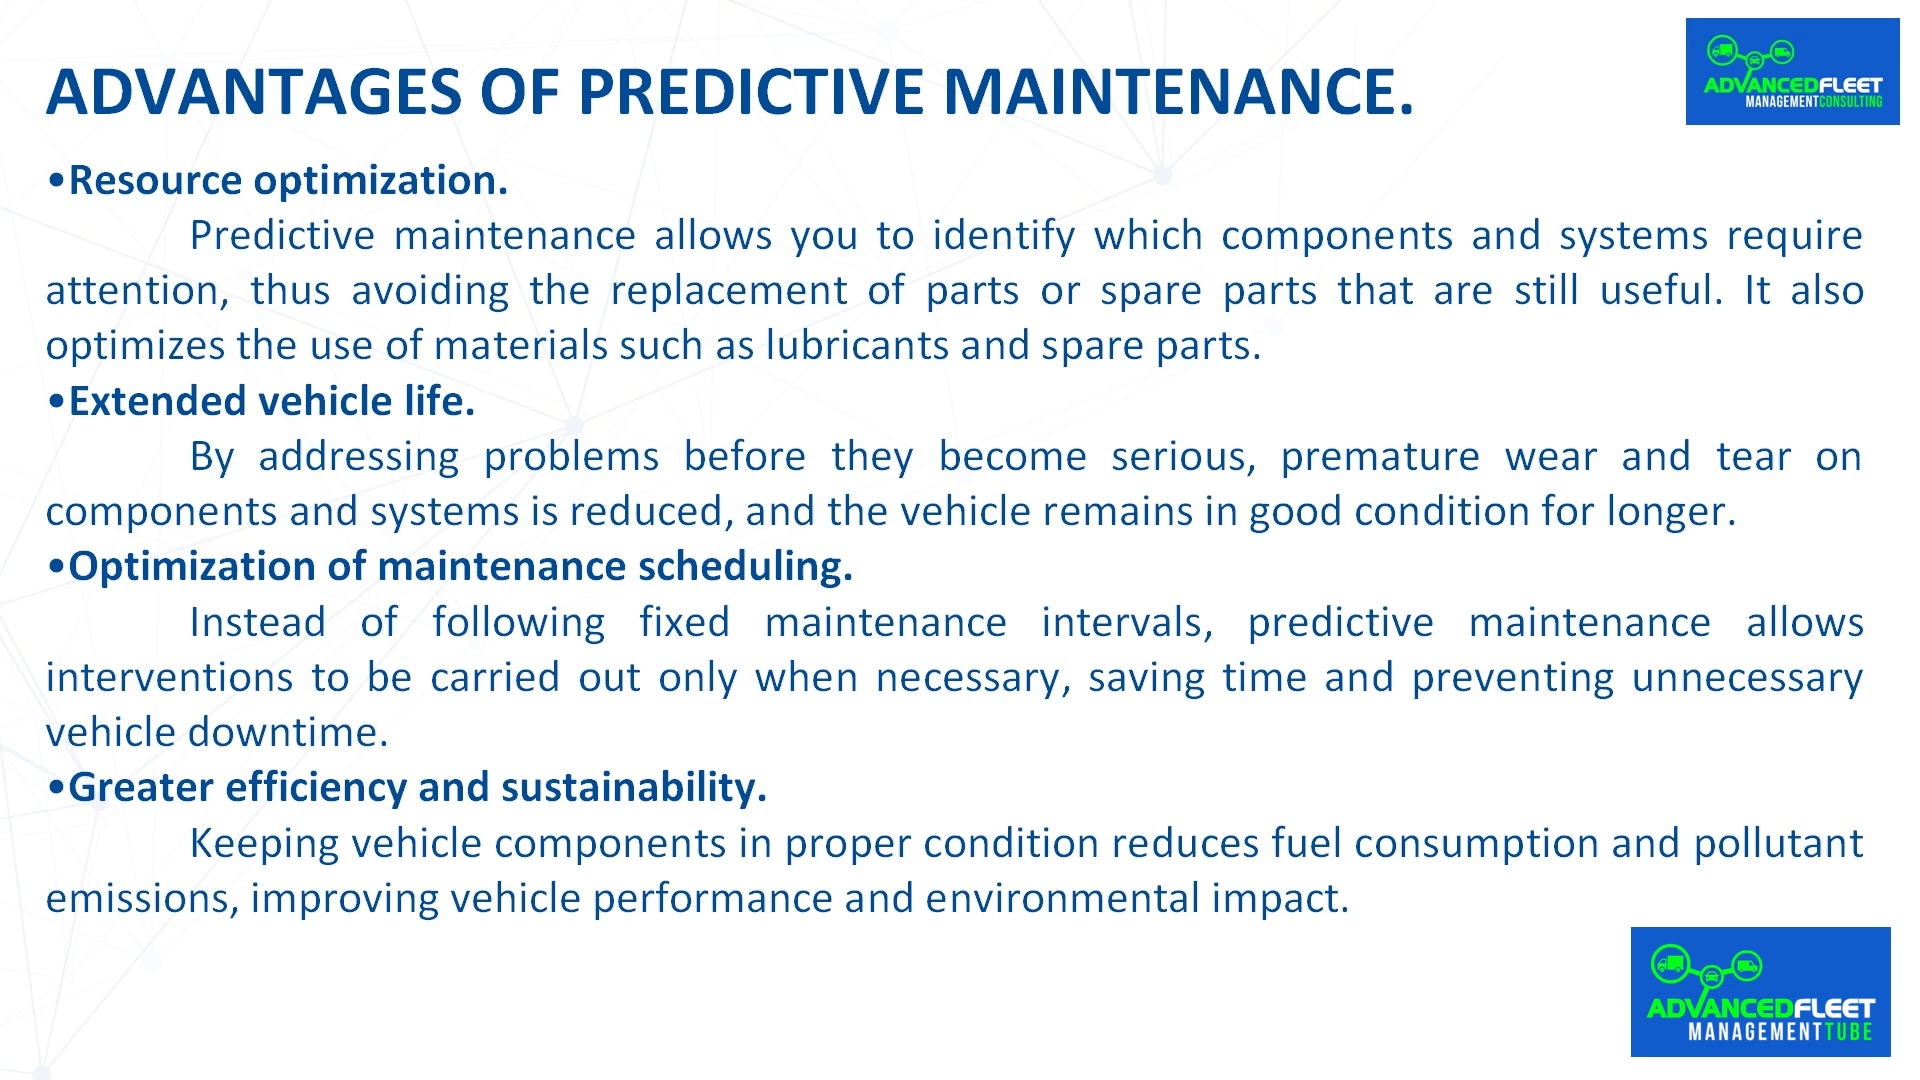 ADVANTAGES OF PREDICTIVE MAINTENANCE.
ADVANCEDFLEET
MANAGEMENTCONSULTING
•Resource optimization.
Predictive maintenance allows you to identify which components and systems require
attention, thus avoiding the replacement of parts or spare parts that are still useful. It also
optimizes the use of materials such as lubricants and spare parts.
•Extended vehicle life.
By addressing problems before they become serious, premature wear and tear on
components and systems is reduced, and the vehicle remains in good condition for longer.
•Optimization of maintenance scheduling.
Instead of following fixed maintenance intervals, predictive maintenance allows
interventions to be carried out only when necessary, saving time and preventing unnecessary
vehicle downtime.
•Greater efficiency and sustainability.
Keeping vehicle components in proper condition reduces fuel consumption and pollutant
emissions, improving vehicle performance and environmental impact.
ADVANCEDFLEET
MANAGEMENTTUBE